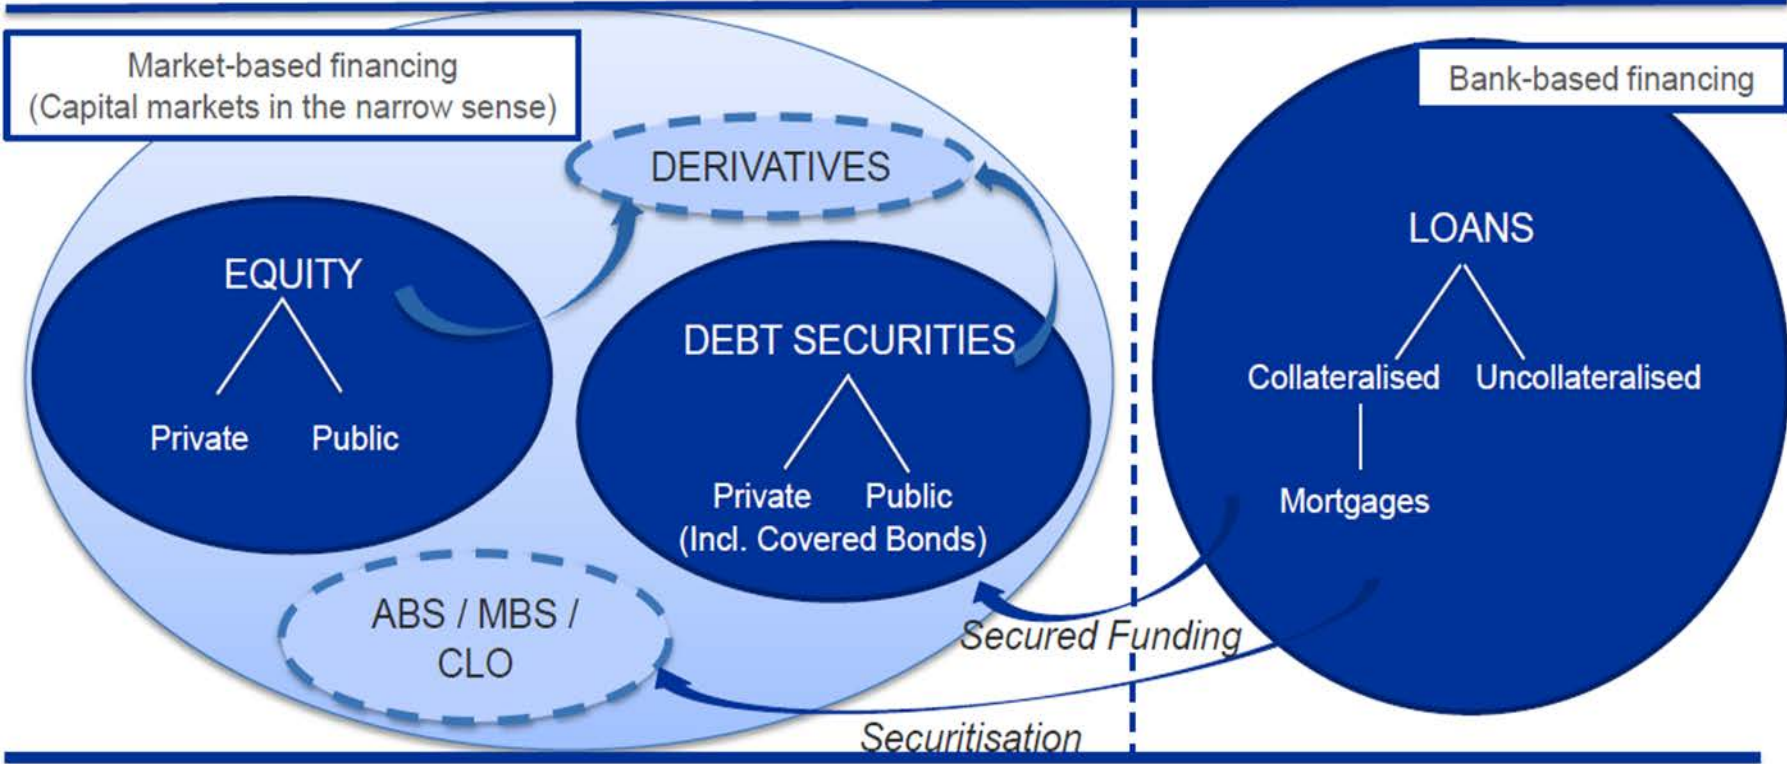 Market-based financing
(Capital markets in the narrow sense)
Bank-based financing
DERIVATIVES
EQUITY
Private Public
DEBT SECURITIES
Private Public
(Incl. Covered Bonds)
ABS / MBS /
CLO
LOANS
Collateralised Uncollateralised
Mortgages
Secured Funding
Securitisation